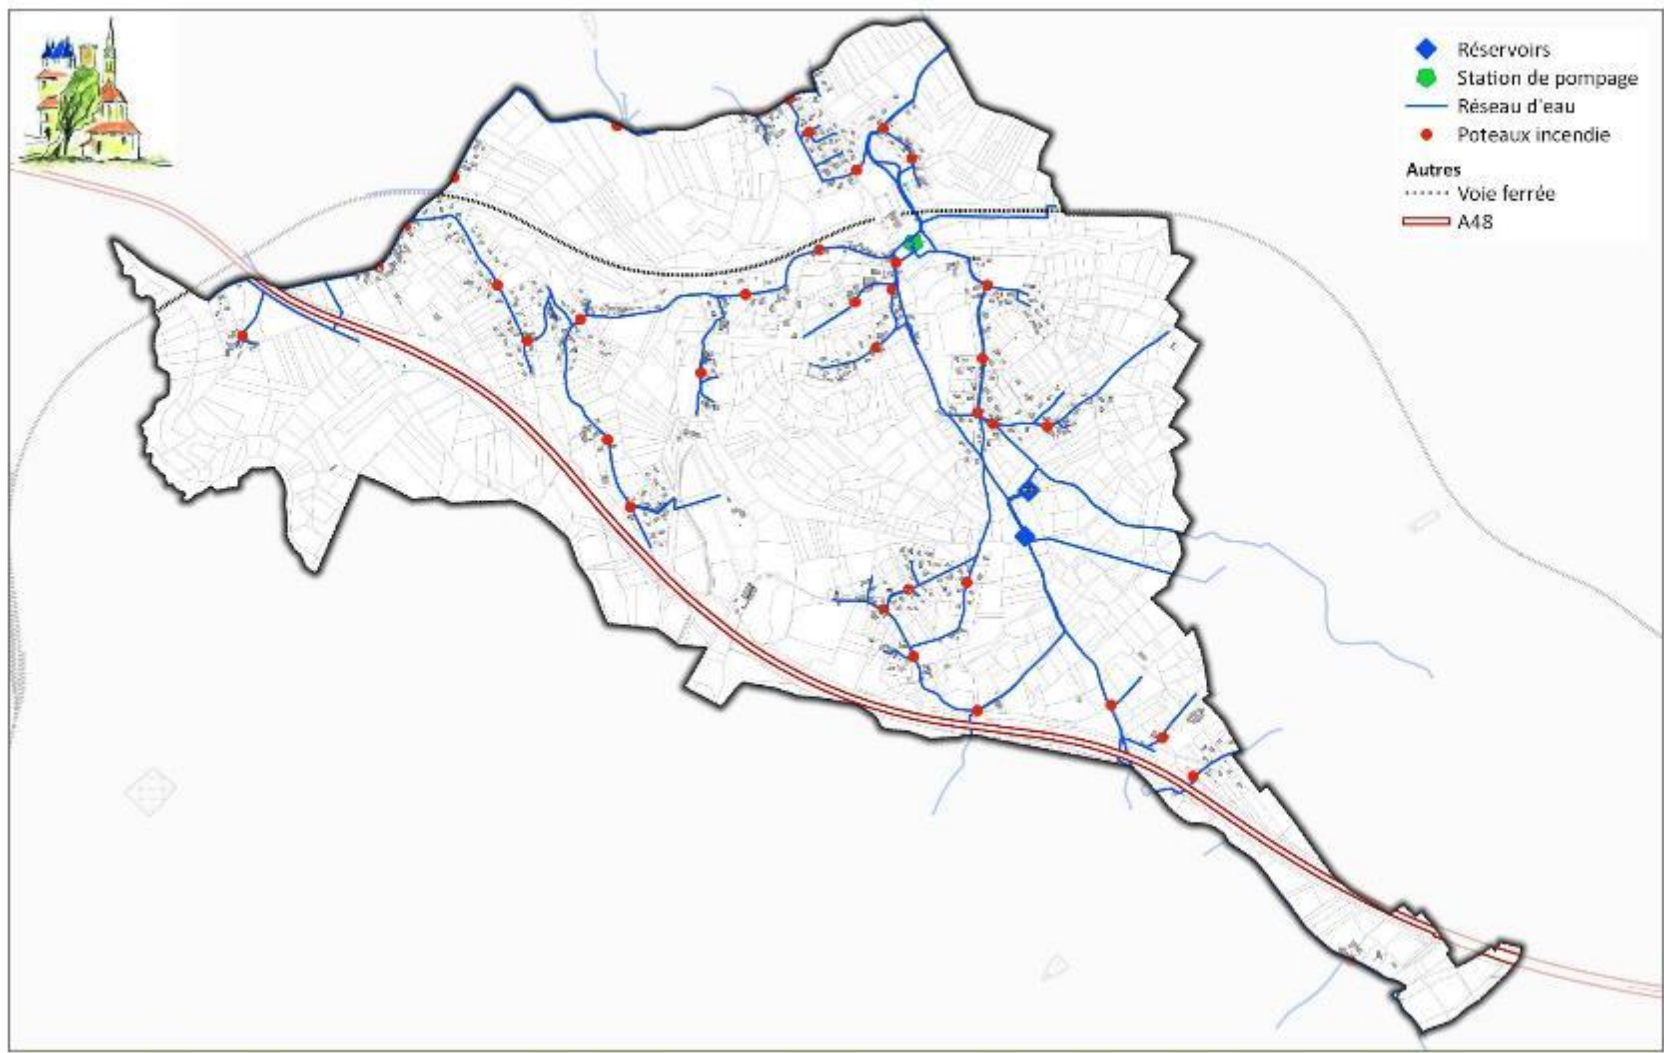 Réservoirs
Station de pompage
Réseau d'eau
Poteaux incendie
Autres
Voie ferrée
A48